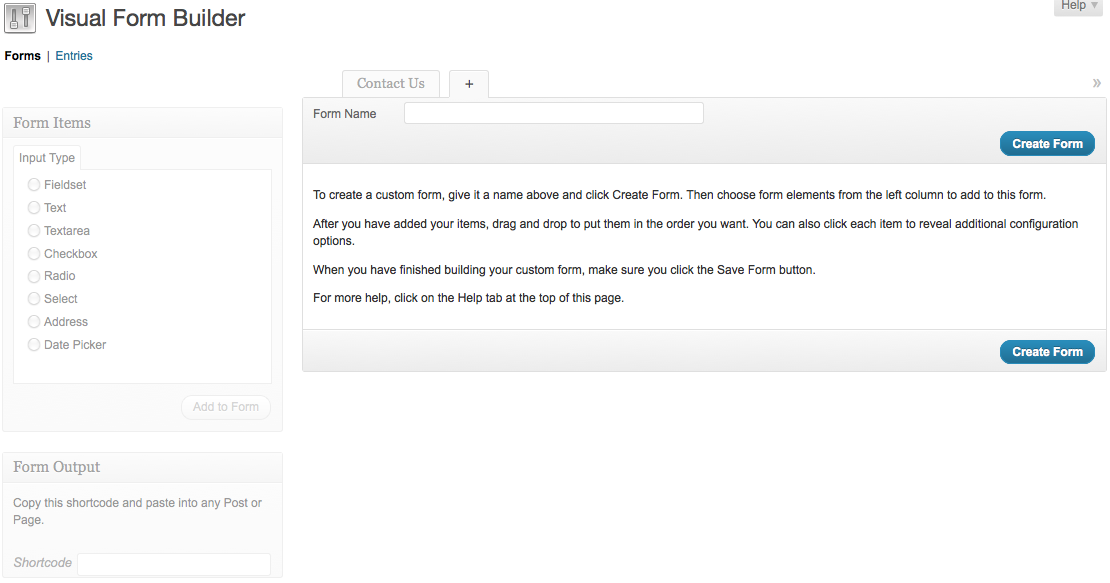 Visual Form Builder
Help ▼
Forms | Entries
Contact Us
+
»
Form Items
Input Type
Fieldset
Text
Textarea
Checkbox
Radio
Select
Address
Date Picker
Add to Form
Form Output
Copy this shortcode and paste into any Post or
Page.
Shortcode
Form Name
Create Form
To create a custom form, give it a name above and click Create Form. Then choose form elements from the left column to add to this form.
After you have added your items, drag and drop to put them in the order you want. You can also click each item to reveal additional configuration
options.
When you have finished building your custom form, make sure you click the Save Form button.
For more help, click on the Help tab at the top of this page.
Create Form